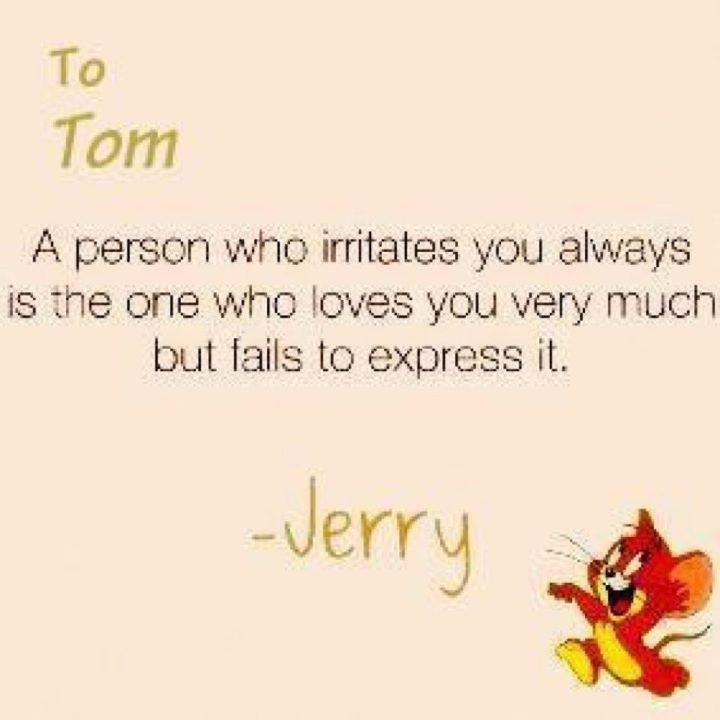 To
Tom
A person who irritates you always
is the one who loves you very much
but fails to express it.
-Jerry